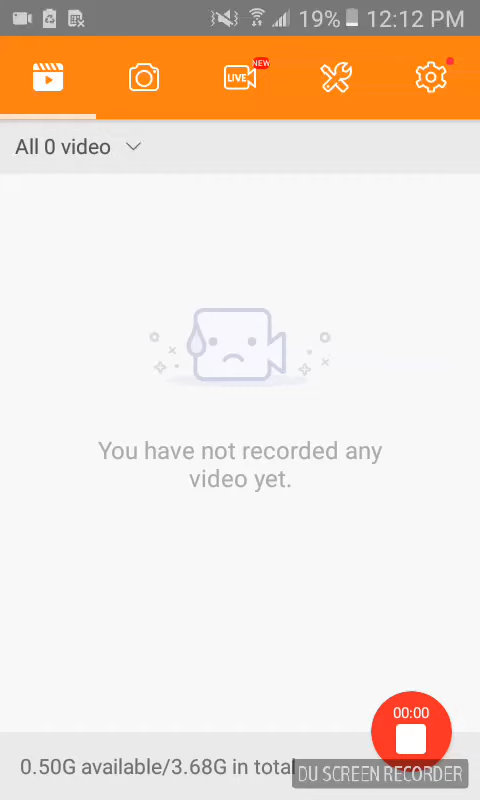 19% 12:12 PM
LIVE NEW
All 0 video
You have not recorded any
video yet.
00:00
0.50G available/3.68G in total
DU SCREEN RECORDER